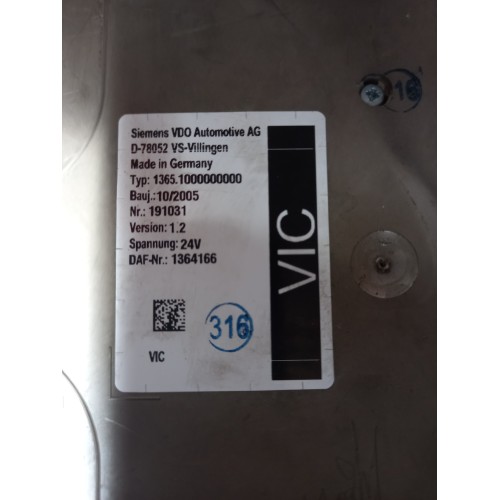 316
Siemens VDO Automotive AG
D-78052 VS-Villingen
Made in Germany
Typ: 1365.1000000000
Bauj.:10/2005
Nr.: 191031
Version: 1.2
Spannung: 24V
DAF-Nr.: 1364166
VIC
316
VIC